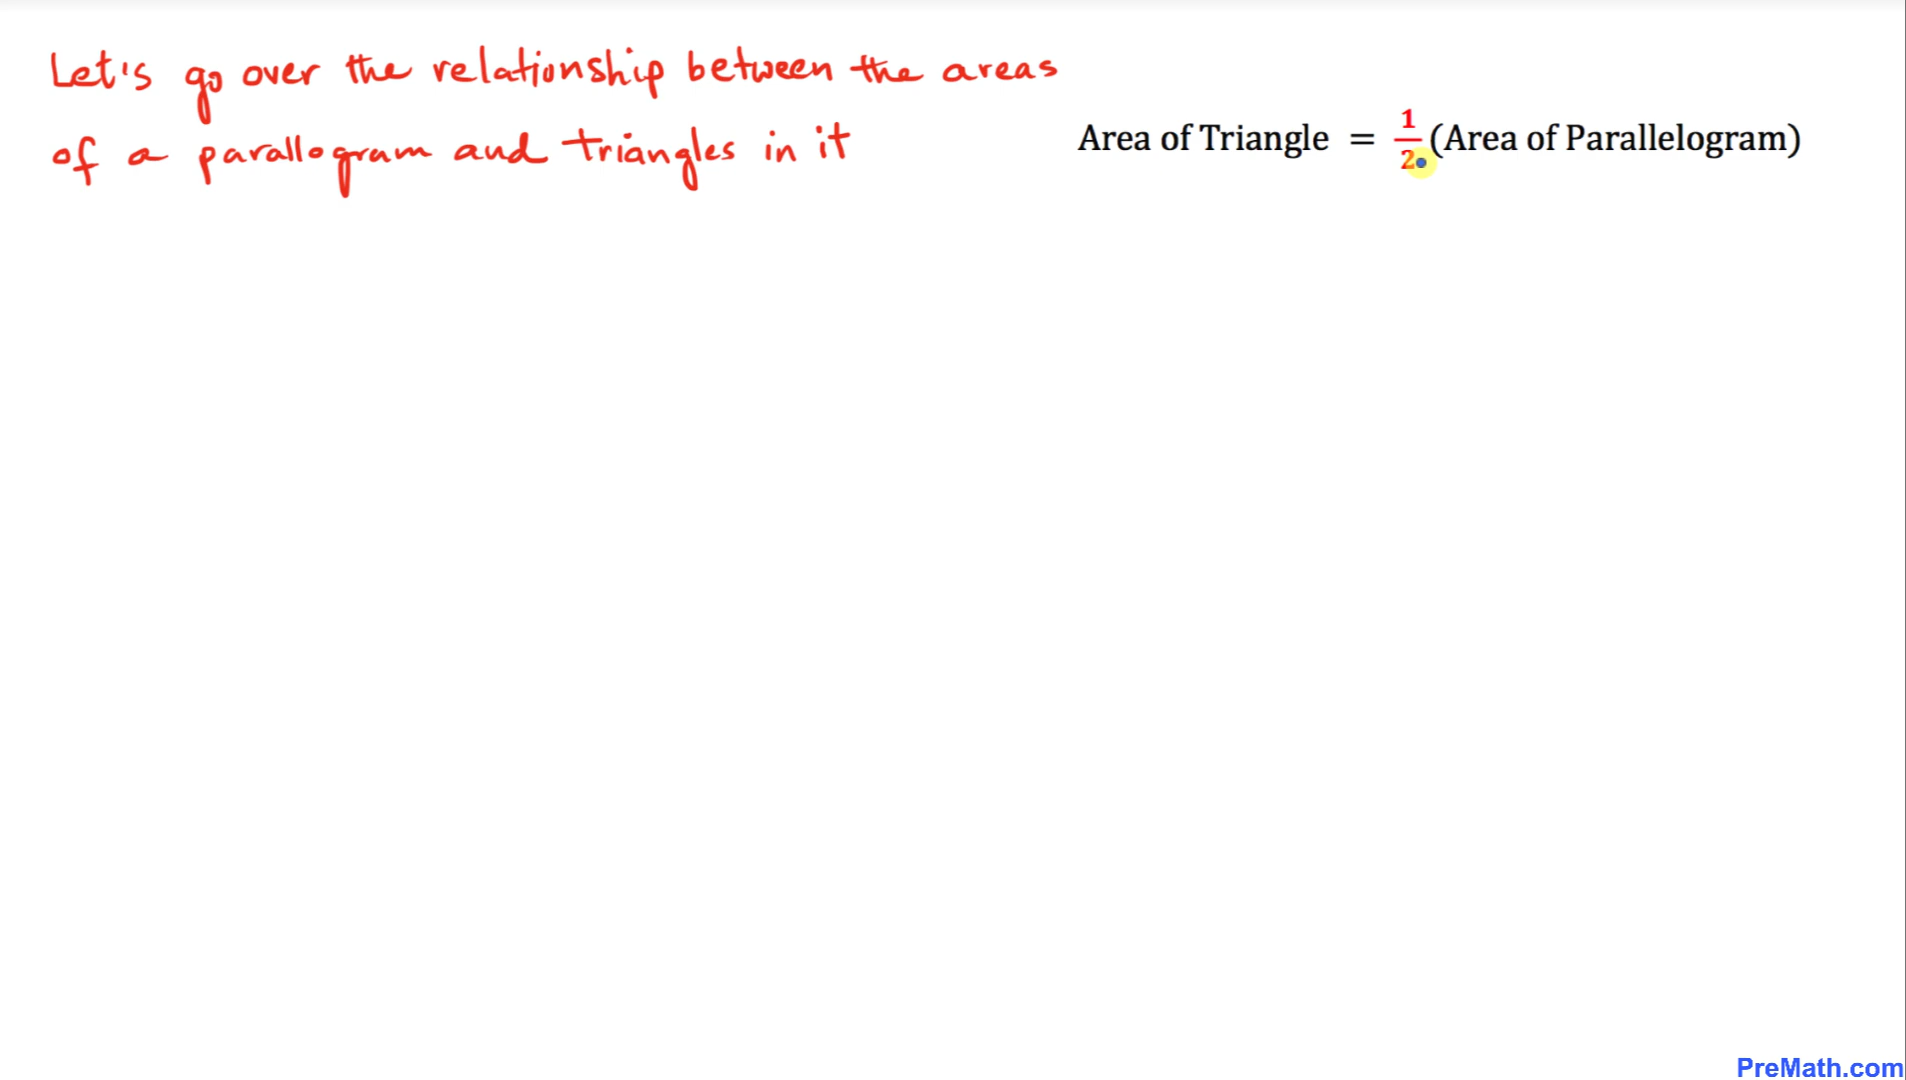 Let's go over the relationship between the areas
of a parallogram and triangles in it
Area of Triangle = 1/2 (Area of Parallelogram)
PreMath.com